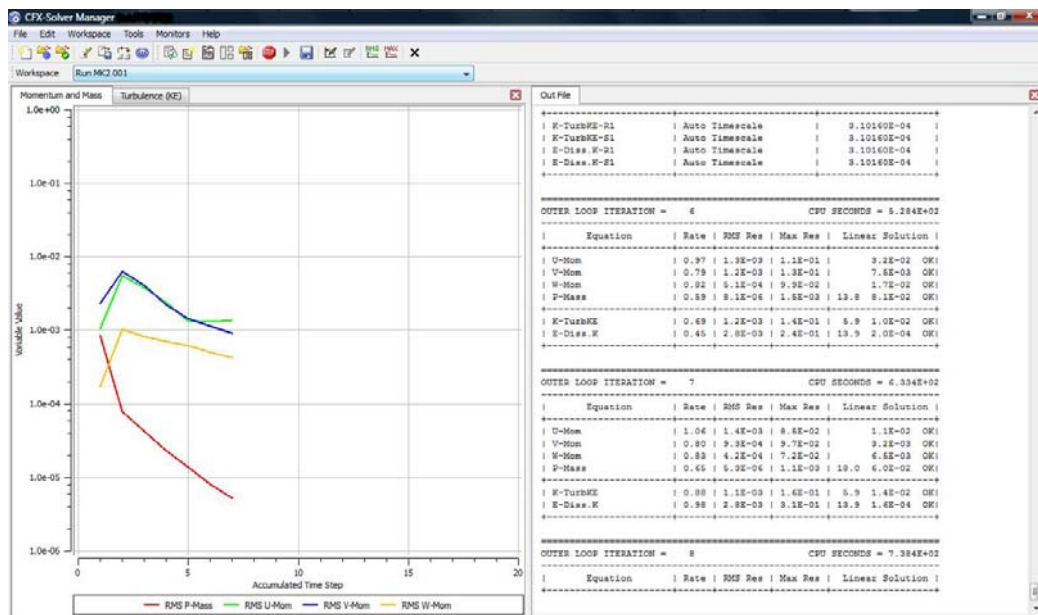 CFX-Solver Manager
File Edit Workspace Tools Monitors Help
Workspace Run MK2 001
Momentum and Mass Turbulence (KE)
1.0e+00
1.0e-01
1.0e-02
1.0e-03
1.0e-04
1.0e-05
1.0e-06
Variable Value
0 5 10 15 20
Accumulated Time Step
RMS P-Mass RMS U-Mom RMS V-Mom RMS W-Mom
Out File
| K-TurbKE-R1 | Auto Timescale | 3.10160E-04 |
| K-TurbKE-S1 | Auto Timescale | 3.10160E-04 |
| E-Diss.K-R1 | Auto Timescale | 3.10160E-04 |
| E-Diss.K-S1 | Auto Timescale | 3.10160E-04 |
OUTER LOOP ITERATION = 6 CPU SECONDS = 5.284E+02
| Equation | Rate | RMS Res | Max Res | Linear Solution |
| U-Mom | 0.97 | 1.3E-03 | 1.1E-01 | 3.2E-02 OK|
| V-Mom | 0.79 | 1.2E-03 | 1.3E-01 | 7.5E-03 OK|
| W-Mom | 0.82 | 5.1E-04 | 9.9E-02 | 1.7E-02 OK|
| P-Mass | 0.59 | 8.1E-06 | 1.5E-03 | 13.8 8.1E-02 OK|
| K-TurbKE | 0.69 | 1.2E-03 | 1.4E-01 | 5.9 1.0E-02 OK|
| E-Diss.K | 0.45 | 2.8E-03 | 2.4E-01 | 13.9 2.0E-04 OK|
OUTER LOOP ITERATION = 7 CPU SECONDS = 6.334E+02
| Equation | Rate | RMS Res | Max Res | Linear Solution |
| U-Mom | 1.06 | 1.4E-03 | 8.5E-02 | 1.1E-02 OK|
| V-Mom | 0.80 | 9.3E-04 | 9.7E-02 | 3.2E-03 OK|
| W-Mom | 0.83 | 4.2E-04 | 7.2E-02 | 6.5E-03 OK|
| P-Mass | 0.65 | 5.3E-06 | 1.1E-03 | 6.0E-02 OK|
| K-TurbKE | 0.88 | 1.1E-03 | 1.6E-01 | 5.9 1.4E-02 OK|
| E-Diss.K | 0.98 | 2.8E-03 | 3.1E-01 | 13.9 1.6E-04 OK|
OUTER LOOP ITERATION = 8 CPU SECONDS = 7.384E+02
| Equation | Rate | RMS Res | Max Res | Linear Solution |